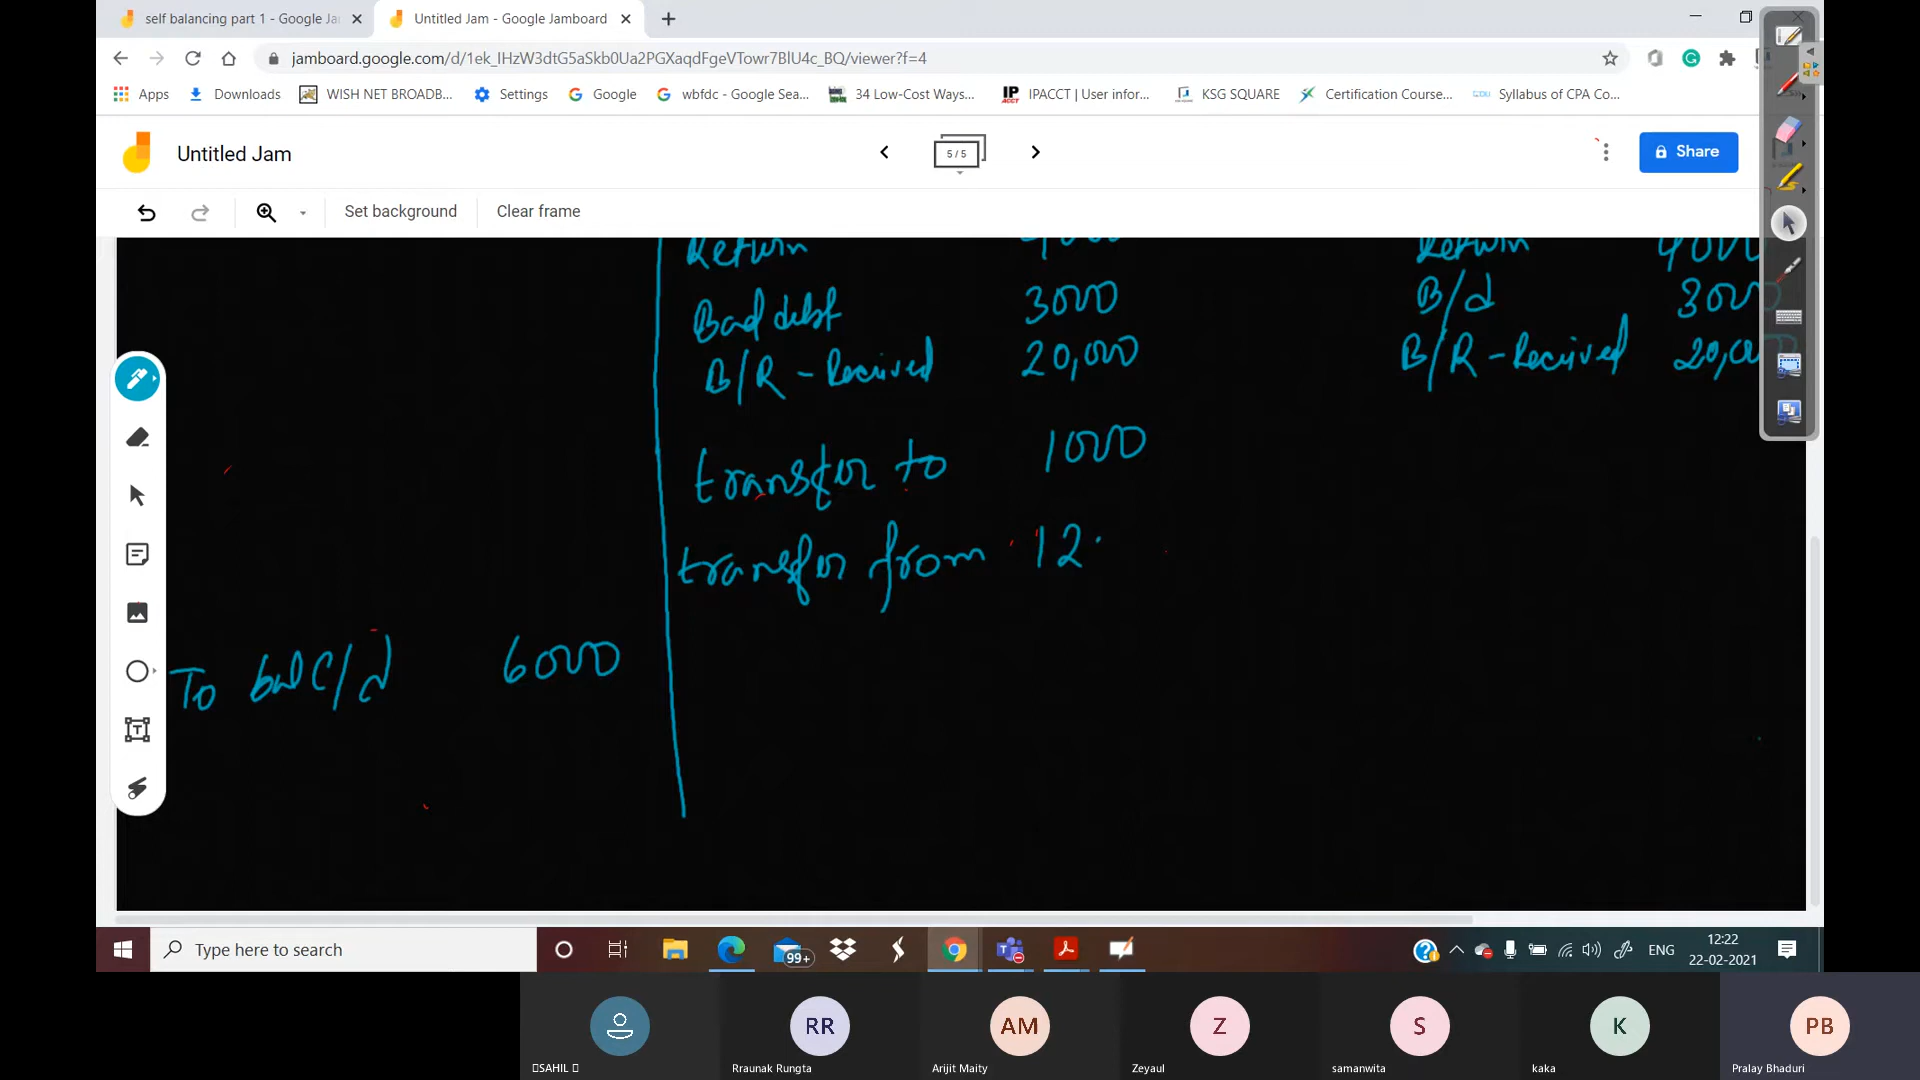 self balancing part 1 - Google Ja
Untitled Jam - Google Jamboard
jamboard.google.com/d/1ek_IHzW3dtG5aSkb0Ua2PGXaqdFgeVTowr7BlU4c_BQ/viewer?f=4
Apps Downloads WISH NET BROADB... Settings Google wbfdc - Google Sea... 34 Low-Cost Ways... IP ACCT IPACCT | User infor... KSG SQUARE Certification Course... Syllabus of CPA Co...
Untitled Jam
5 / 5
Share
Set background Clear frame
Return Return
Bad debt 3000 B/d
B/R - Received 20,000 B/R - Received
transfer to 1000
transfer from 12
To bal C/d 6000
Type here to search
99+
ENG
12:22
22-02-2021
RR AM Z S K PB
SAHIL Rraunak Rungta Arijit Maity Zeyaul samanwita kaka Pralay Bhaduri